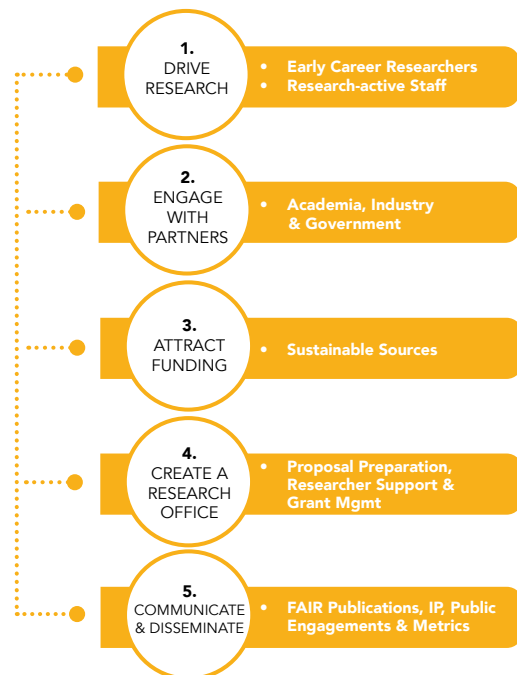 1.
DRIVE
RESEARCH
• Early Career Researchers
• Research-active Staff
2.
ENGAGE
WITH
PARTNERS
• Academia, Industry
& Government
3.
ATTRACT
FUNDING
• Sustainable Sources
4.
CREATE A
RESEARCH
OFFICE
• Proposal Preparation,
Researcher Support &
Grant Mgmt
5.
COMMUNICATE
& DISSEMINATE
• FAIR Publications, IP, Public
Engagements & Metrics